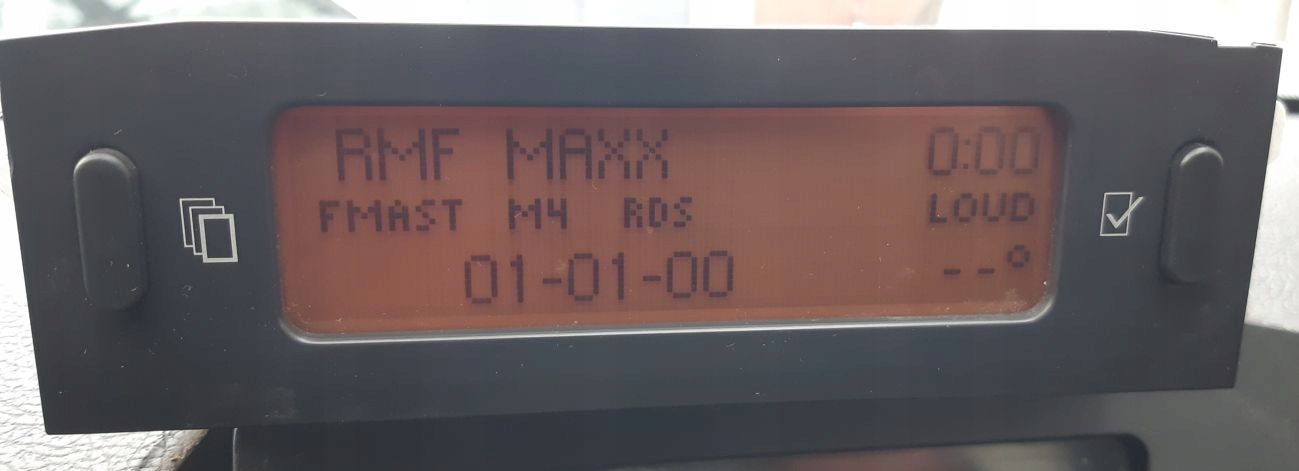 RMF MAXX 0:00
FMAST M4 RDS LOUD
01-01-00 --°